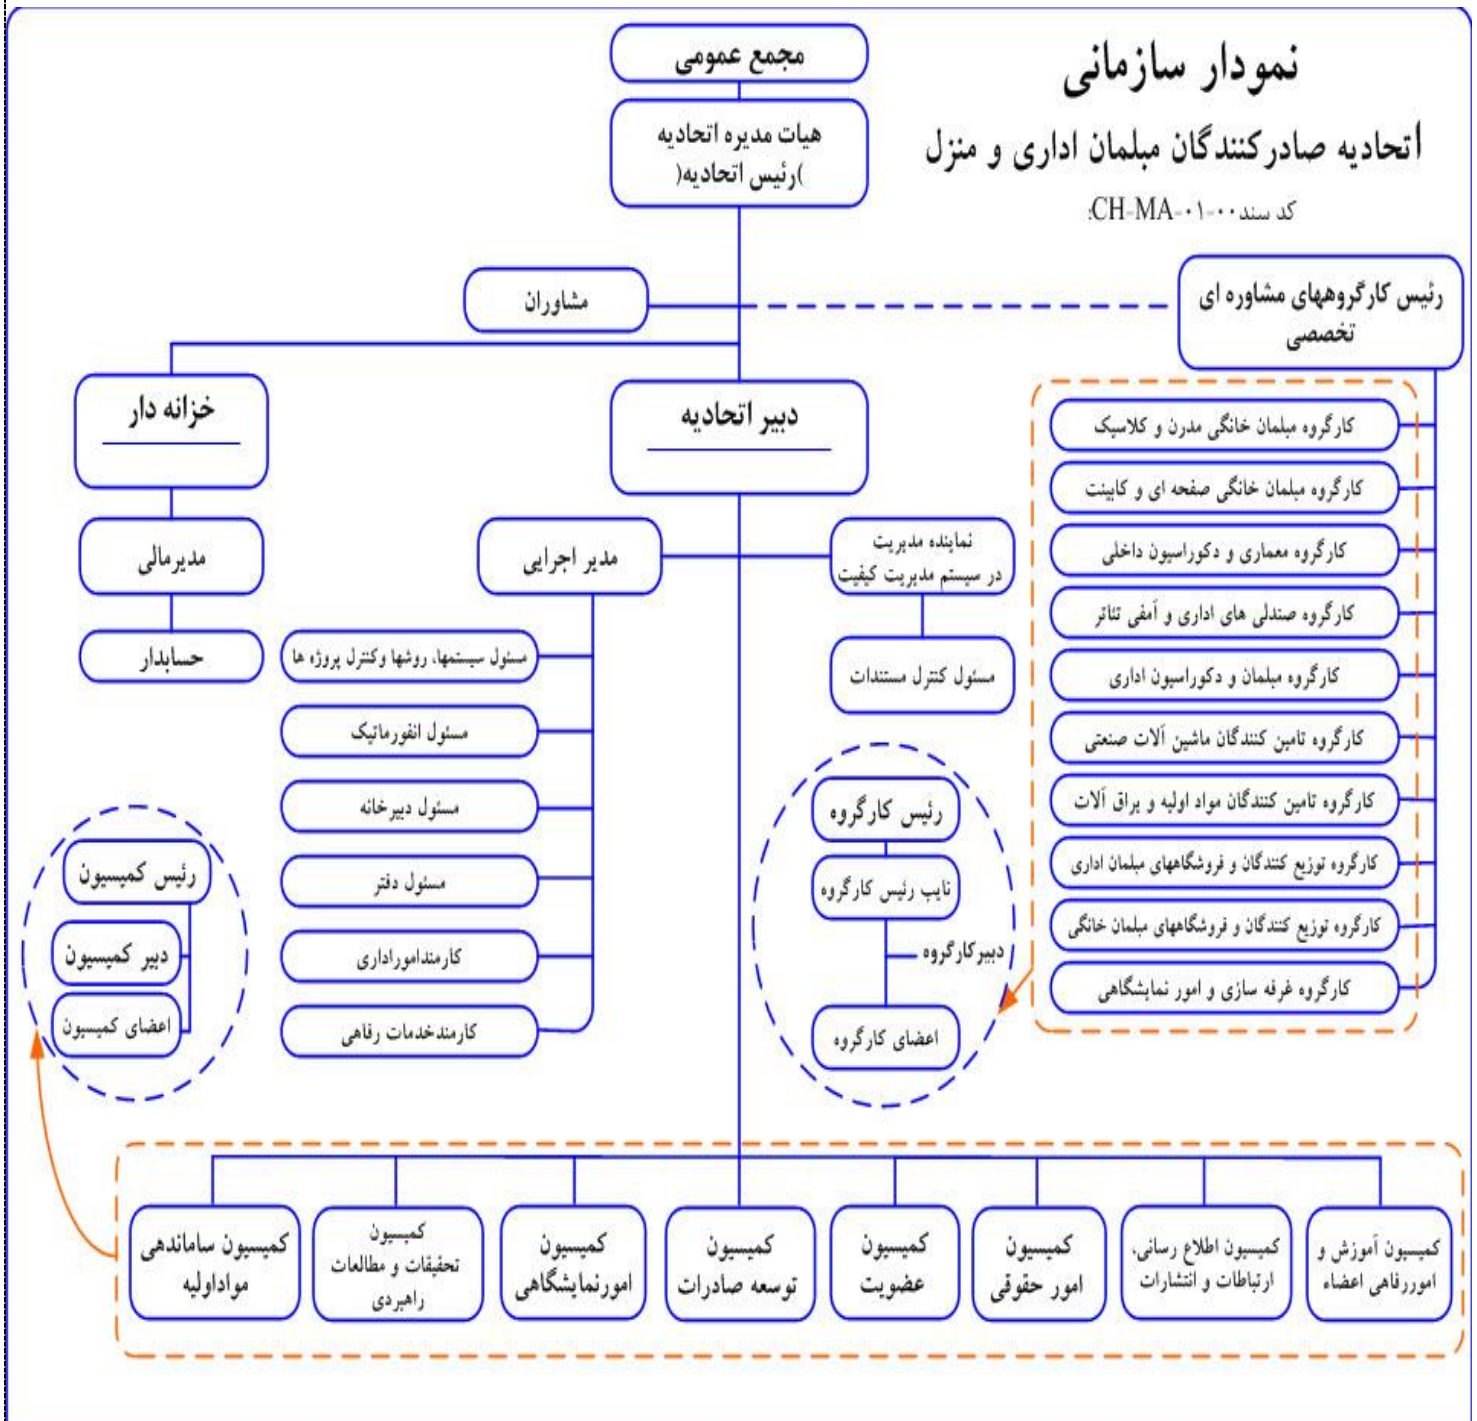 نمودار سازمانی
اتحادیه صادرکنندگان مبلمان اداری و منزل
کد سند CH-MA-۰۱-۰۰:
مجمع عمومی
هیات مدیره اتحادیه
)رئیس اتحادیه(
مشاوران
رئیس کارگروههای مشاوره ای
تخصصی
خزانه دار
دبیر اتحادیه
مدیرمالی
حسابدار
مدیر اجرایی
نماینده مدیریت
در سیستم مدیریت کیفیت
مسئول کنترل مستندات
مسئول سیستمها، روشها وکنترل پروژه ها
مسئول انفورماتیک
مسئول دبیرخانه
مسئول دفتر
کارمنداموراداری
کارمندخدمات رفاهی
کارگروه مبلمان خانگی مدرن و کلاسیک
کارگروه مبلمان خانگی صفحه ای و کابینت
کارگروه معماری و دکوراسیون داخلی
کارگروه صندلی های اداری و آمفی تئاتر
کارگروه مبلمان و دکوراسیون اداری
کارگروه تامین کنندگان ماشین آلات صنعتی
کارگروه تامین کنندگان مواد اولیه و یراق آلات
کارگروه توزیع کنندگان و فروشگاههای مبلمان اداری
کارگروه توزیع کنندگان و فروشگاههای مبلمان خانگی
کارگروه غرفه سازی و امور نمایشگاهی
رئیس کارگروه
نایب رئیس کارگروه
دبیرکارگروه
اعضای کارگروه
رئیس کمیسیون
دبیر کمیسیون
اعضای کمیسیون
کمیسیون آموزش و
اموررفاهی اعضاء
کمیسیون اطلاع رسانی،
ارتباطات و انتشارات
کمیسیون
امور حقوقی
کمیسیون
عضویت
کمیسیون
توسعه صادرات
کمیسیون
امورنمایشگاهی
کمیسیون
تحقیقات و مطالعات
راهبردی
کمیسیون ساماندهی
مواداولیه